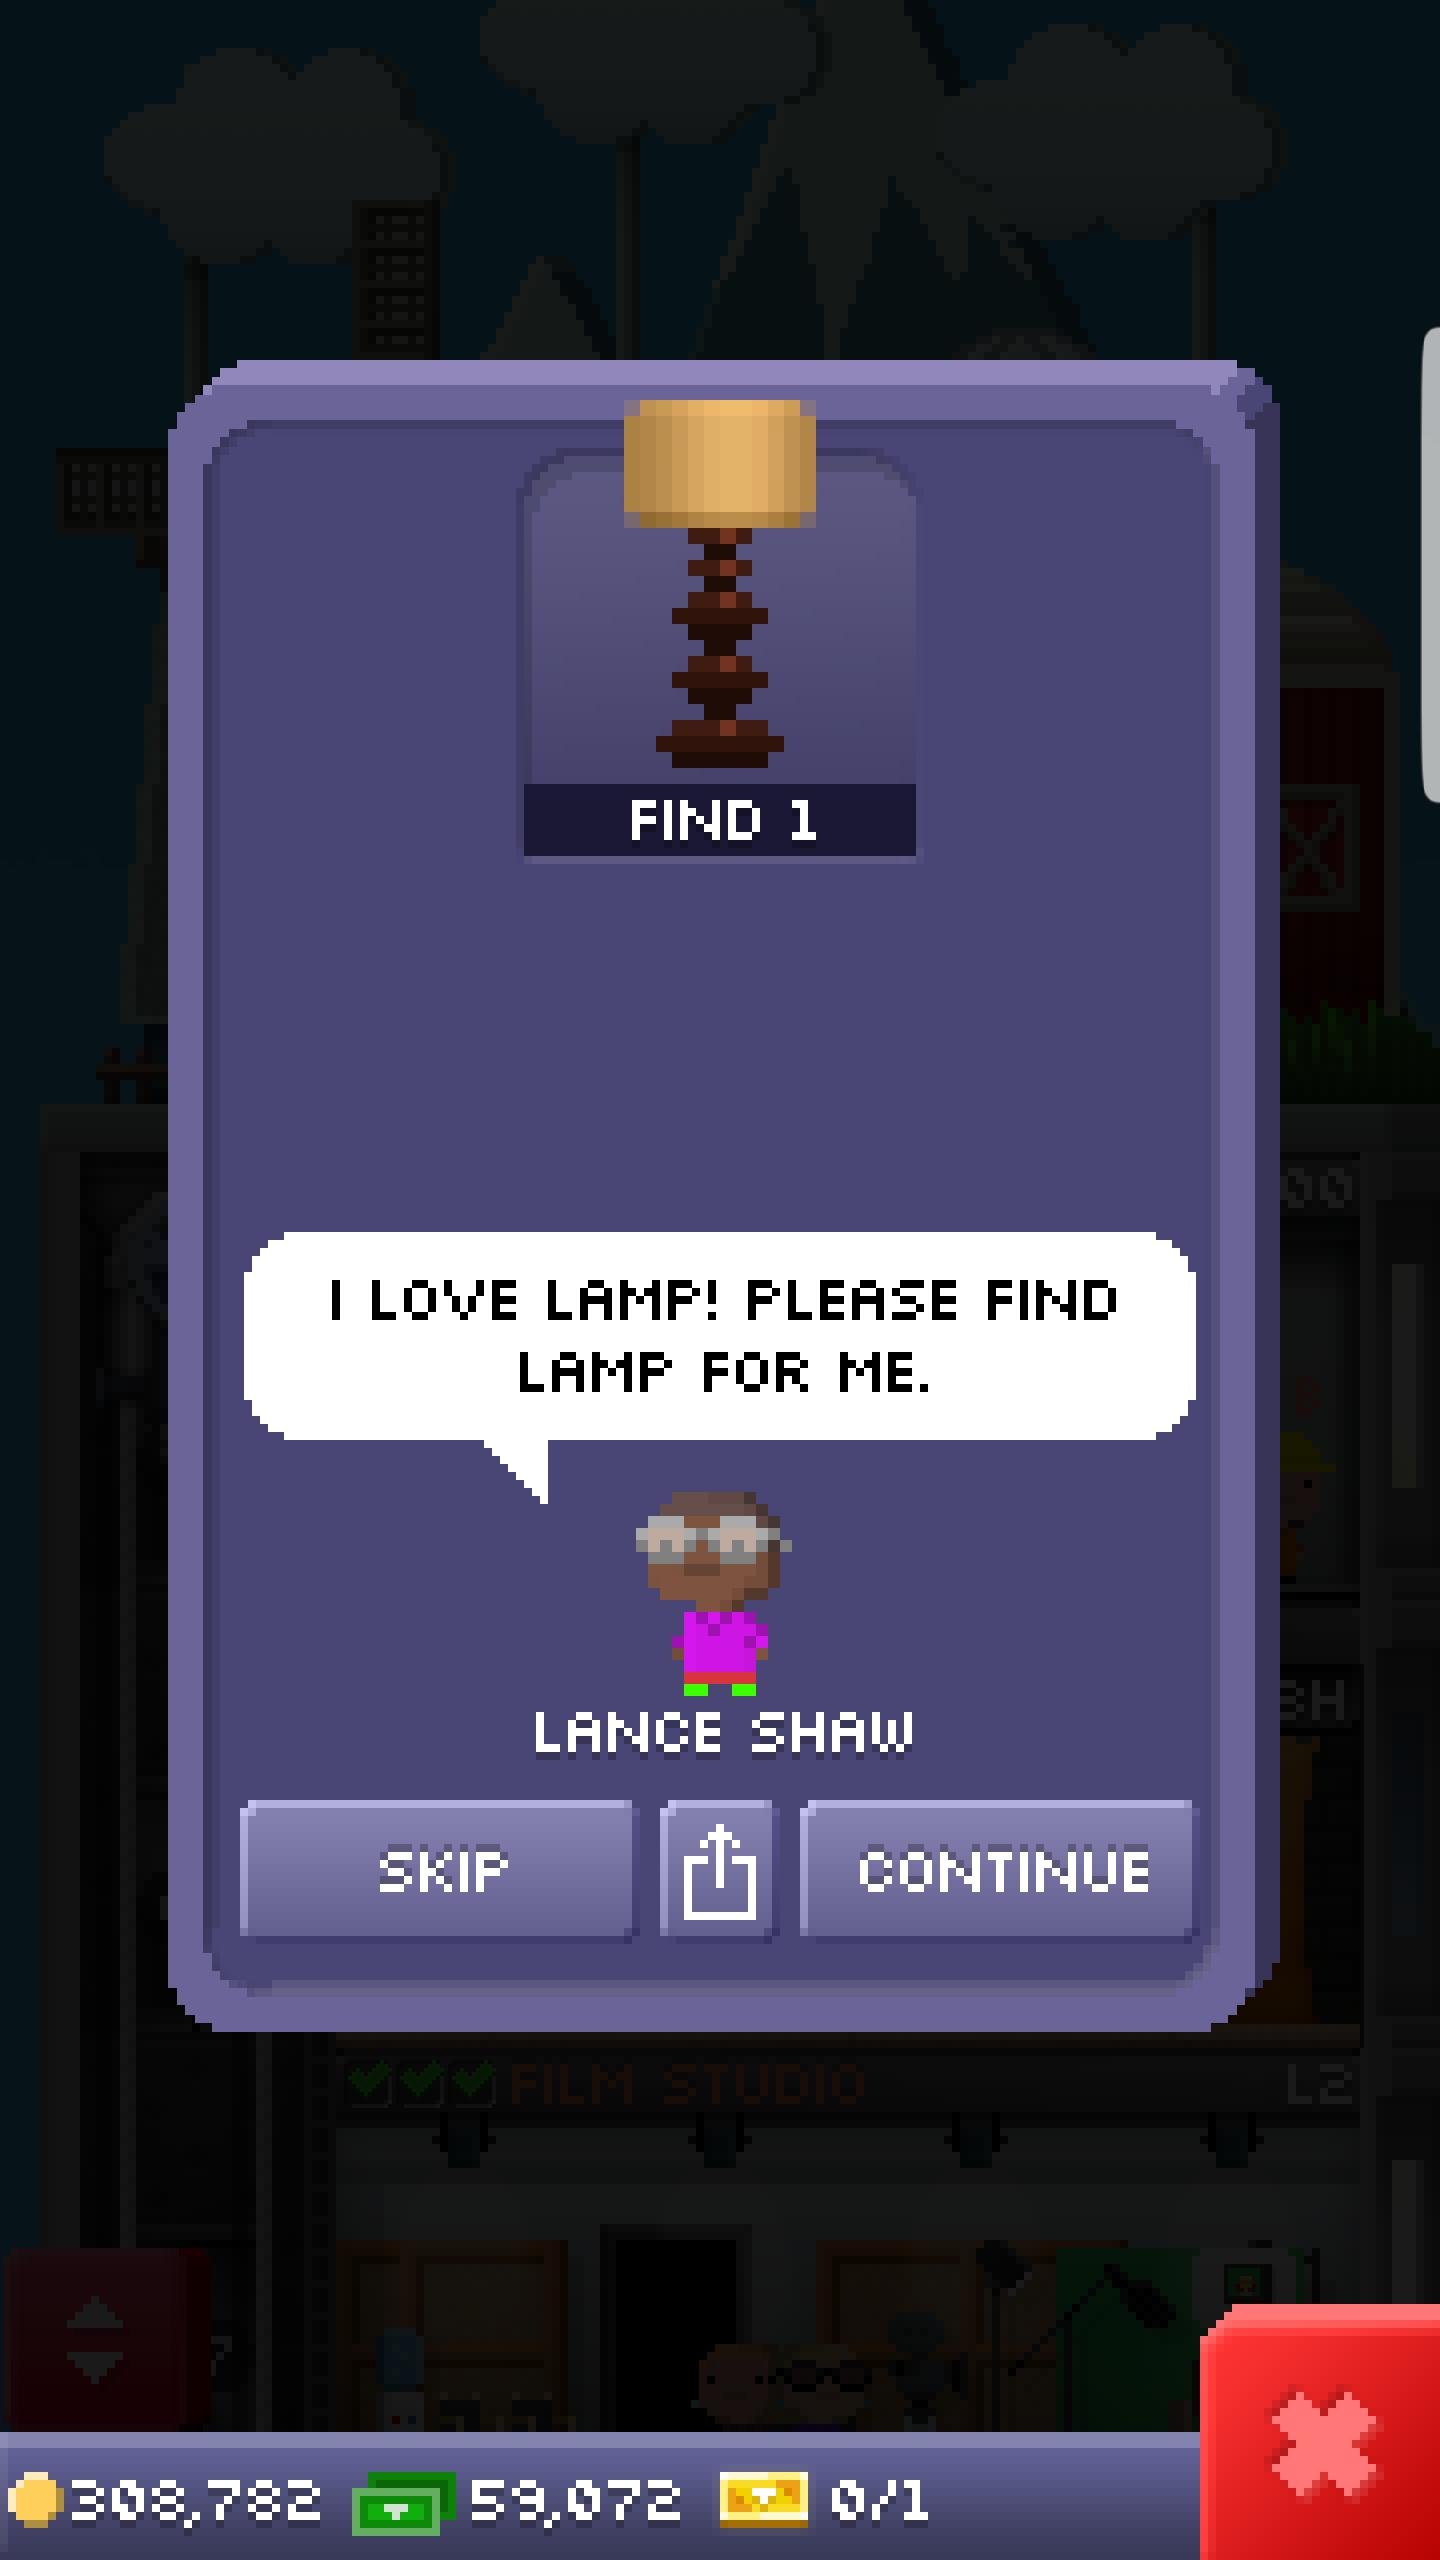 FIND 1
I LOVE LAMP! PLEASE FIND
LAMP FOR ME.
LANCE SHAW
SKIP
CONTINUE
FILM STUDIO L2
308,782 59,072 0/1